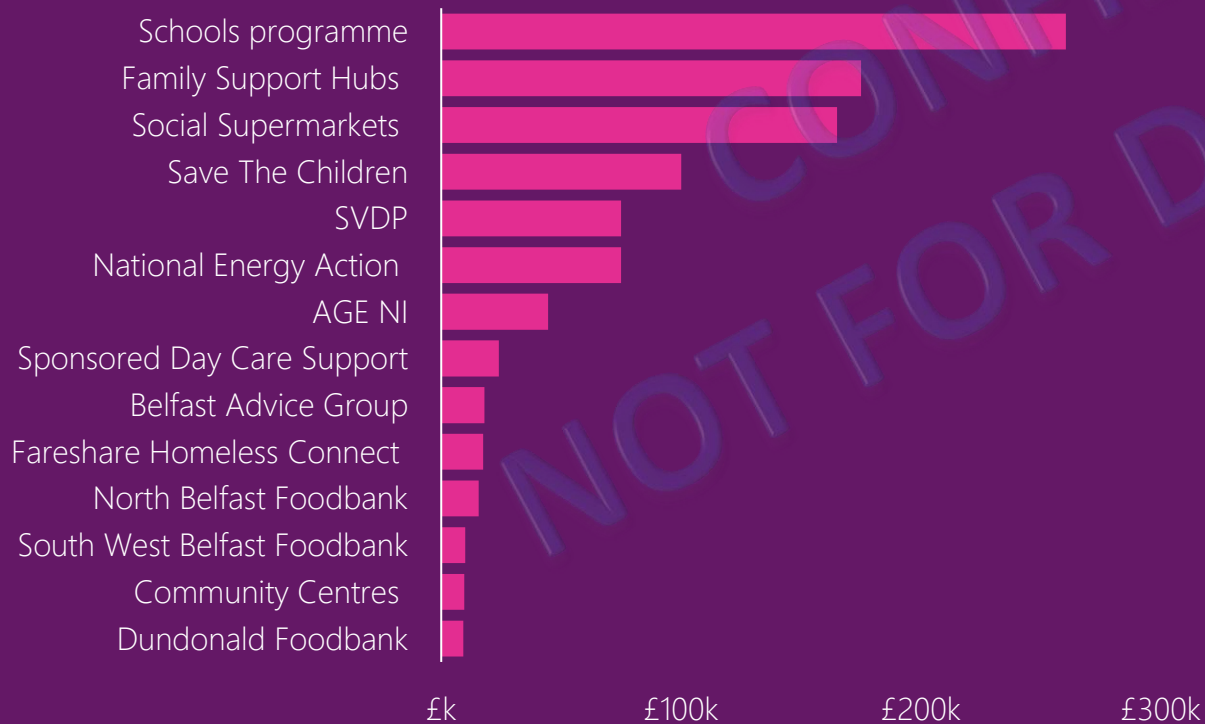 Schools programme
Family Support Hubs
Social Supermarkets
Save The Children
SVDP
National Energy Action
AGE NI
Sponsored Day Care Support
Belfast Advice Group
Fareshare Homeless Connect
North Belfast Foodbank
South West Belfast Foodbank
Community Centres
Dundonald Foodbank
£k £100k £200k £300k
NOT FOR